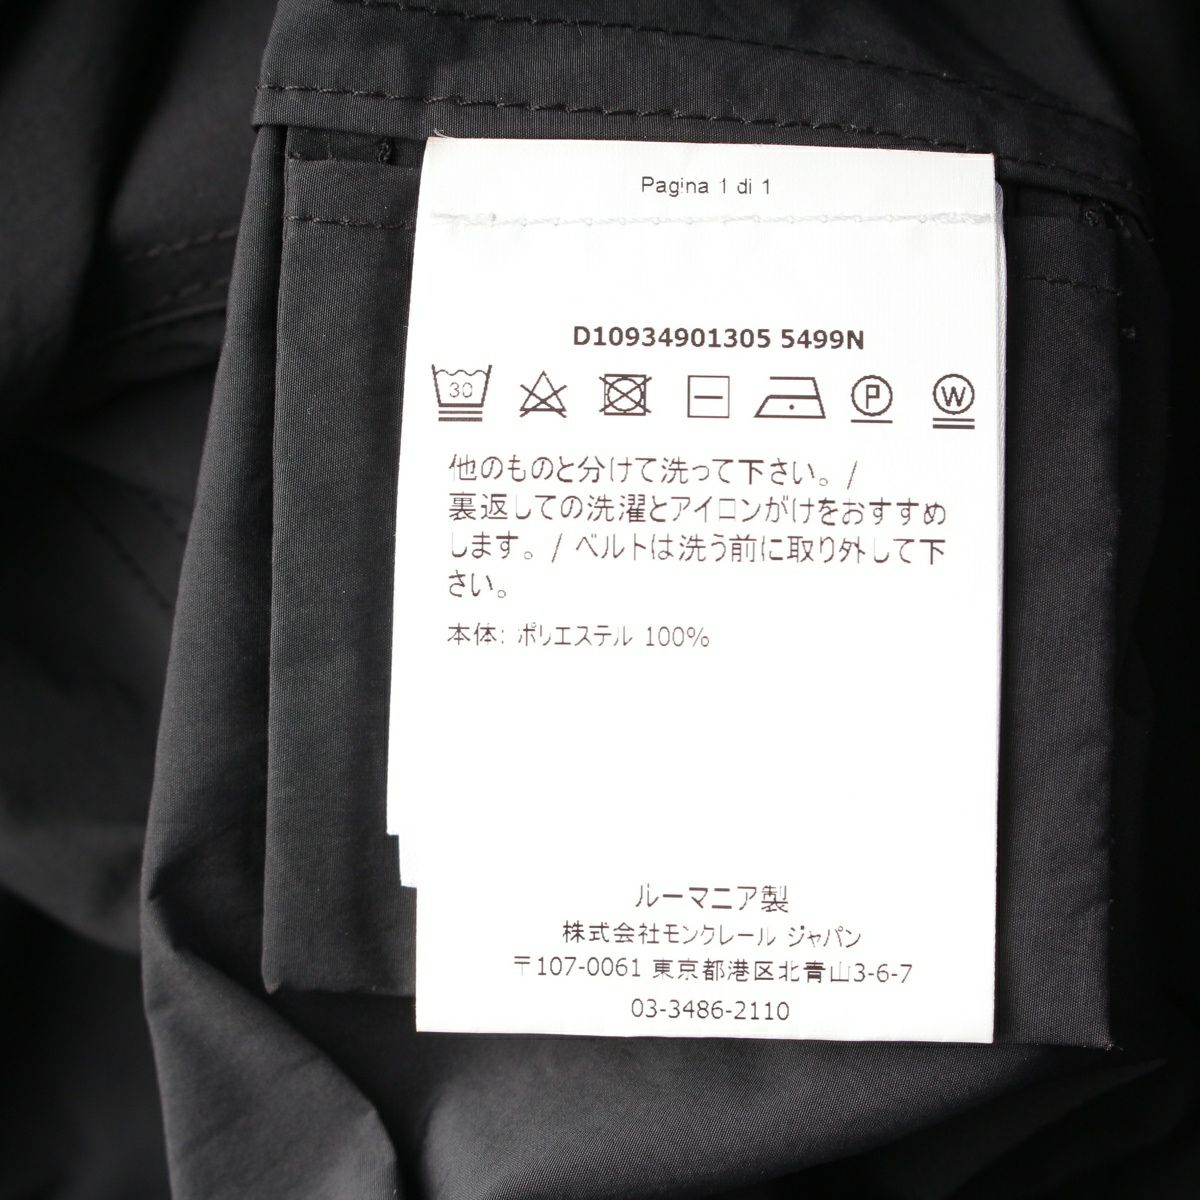 Pagina 1 di 1
D10934901305 5499N
30 P W
他のものと分けて洗って下さい。/
裏返しての洗濯とアイロンがけをおすすめ
します。/ ベルトは洗う前に取り外して下
さい。
本体: ポリエステル 100%
ルーマニア製
株式会社モンクレール ジャパン
〒107-0061 東京都港区北青山3-6-7
03-3486-2110